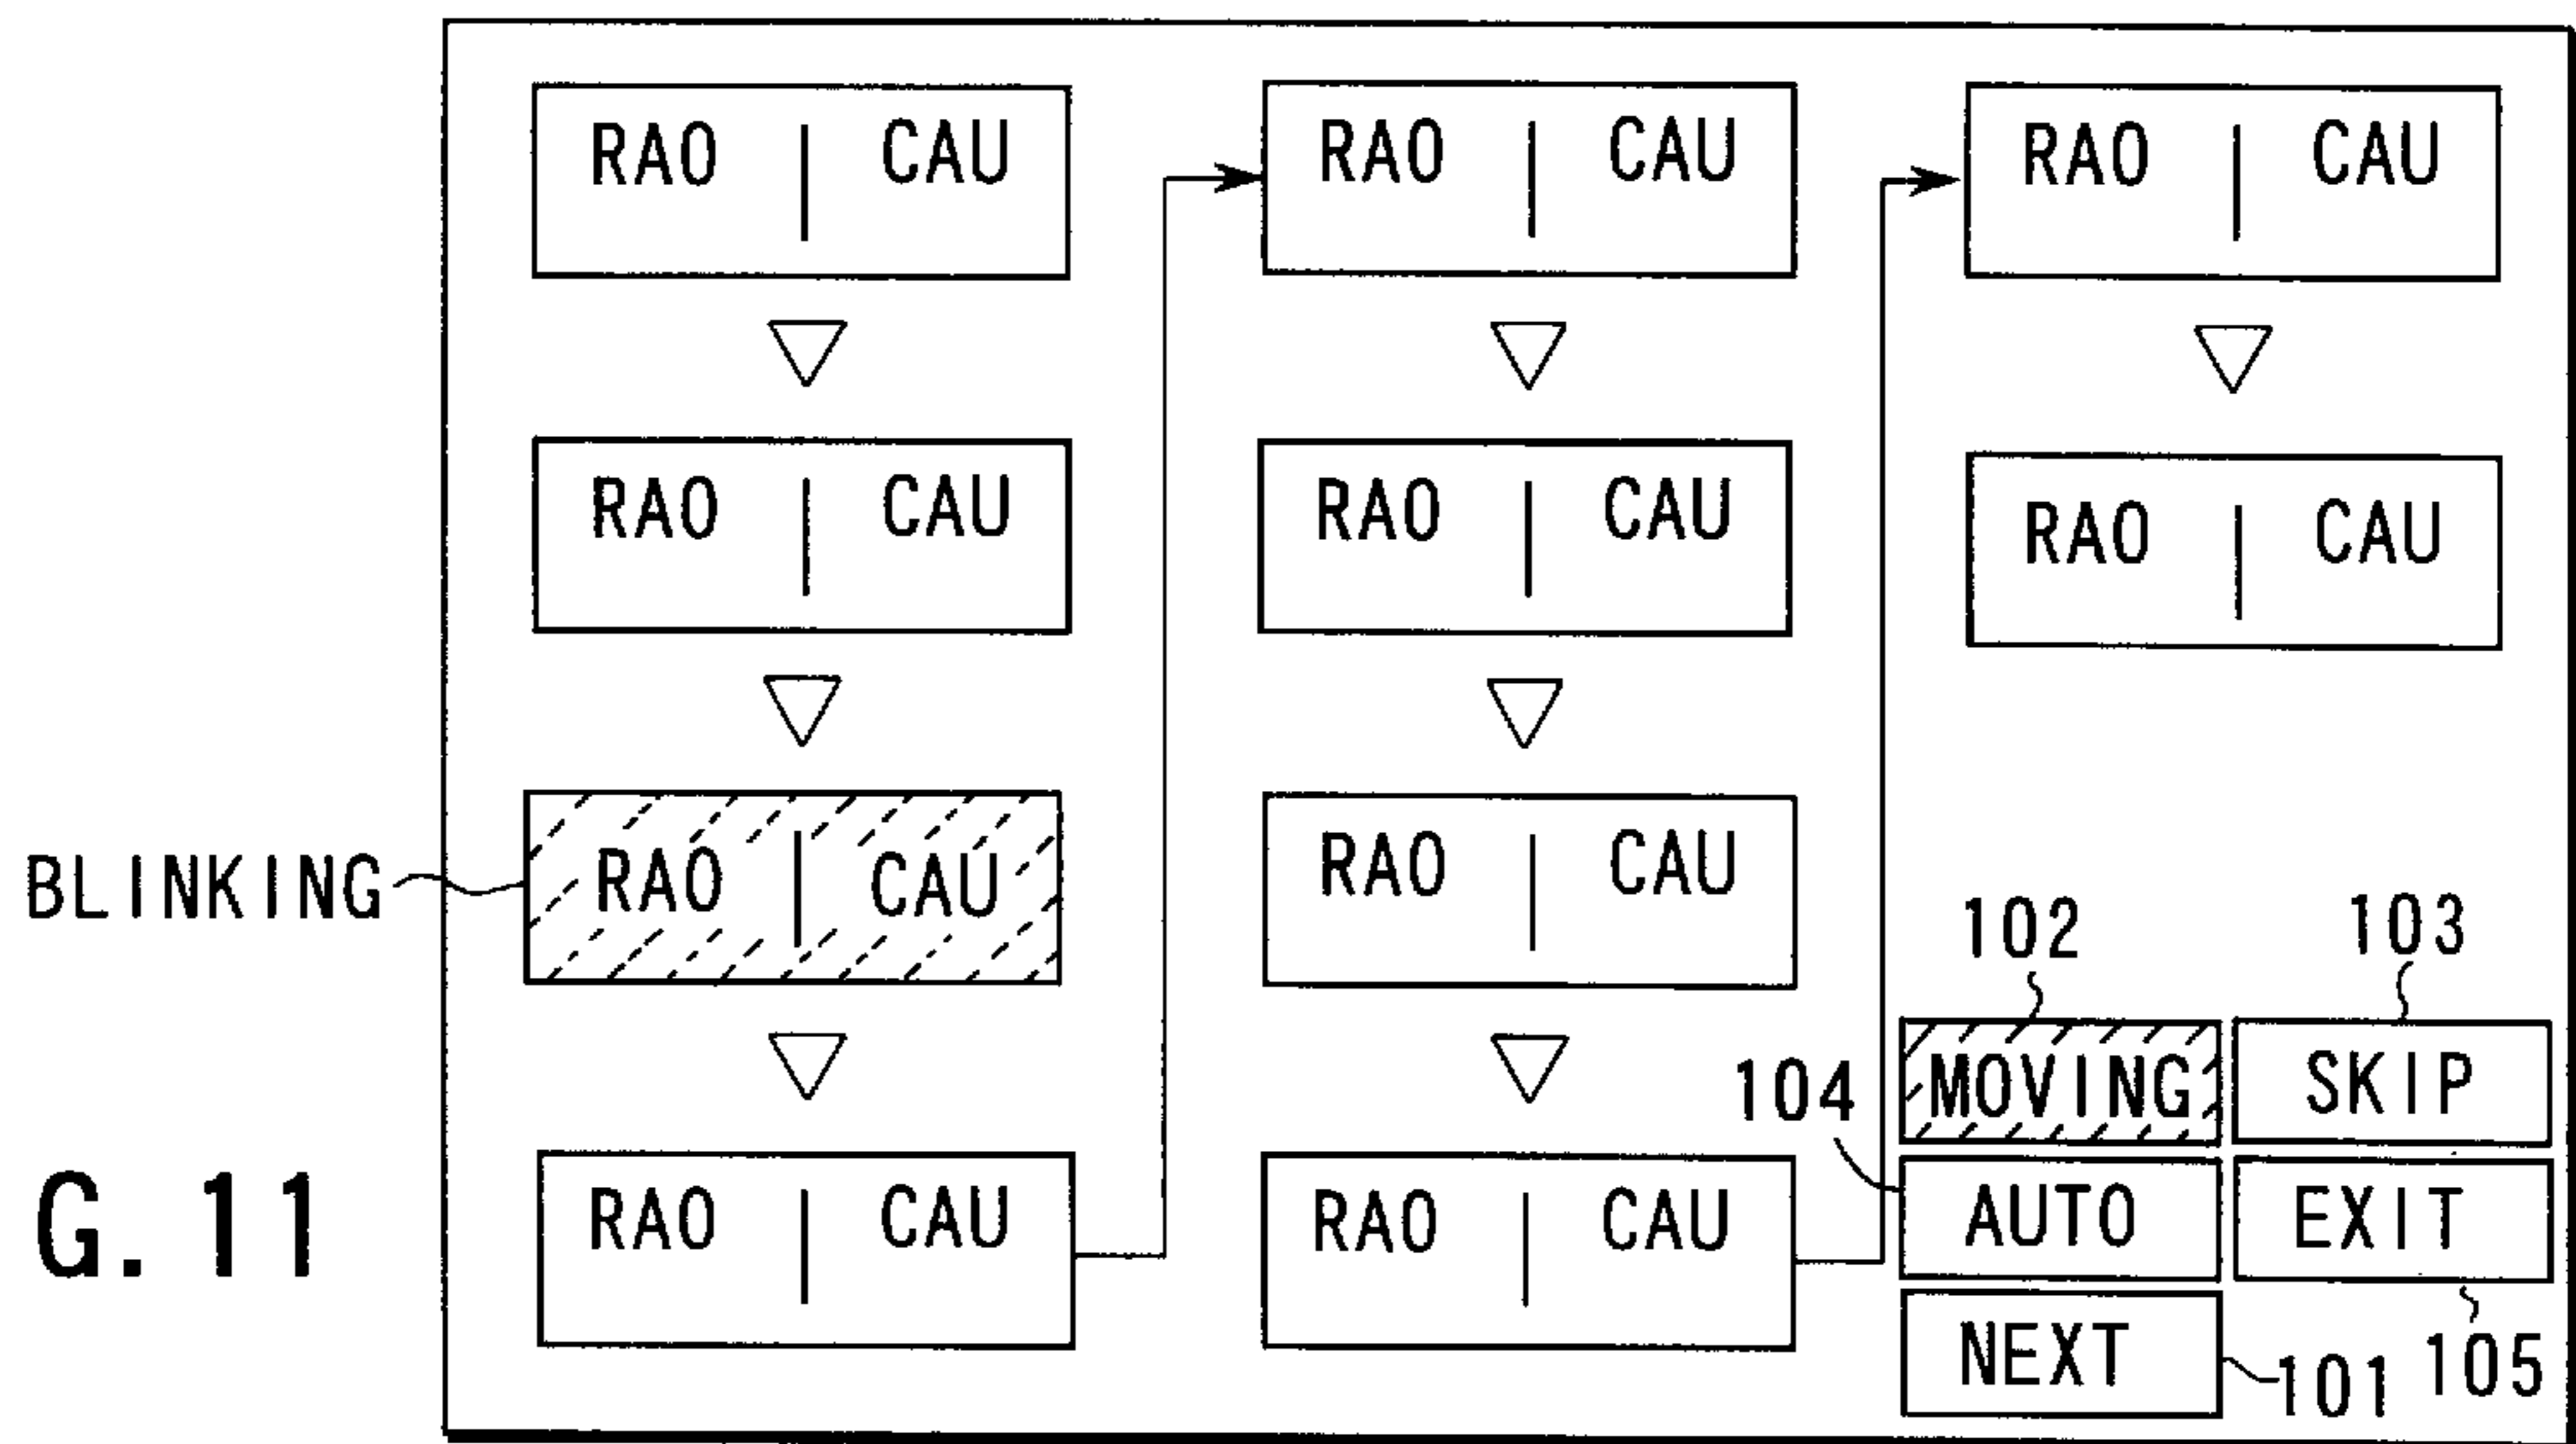 RAO | CAU RAO | CAU RAO | CAU
RAO | CAU RAO | CAU RAO | CAU
BLINKING RAO | CAU RAO | CAU
102 103
MOVING SKIP
104
RAO | CAU RAO | CAU AUTO EXIT
NEXT 101 105
G.11